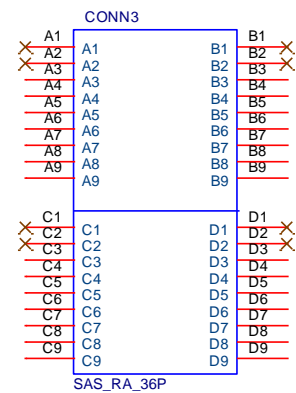 CONN3
A1 A1 B1 B1
A2 A2 B2 B2
A3 A3 B3 B3
A4 A4 B4 B4
A5 A5 B5 B5
A6 A6 B6 B6
A7 A7 B7 B7
A8 A8 B8 B8
A9 A9 B9 B9
C1 C1 D1 D1
C2 C2 D2 D2
C3 C3 D3 D3
C4 C4 D4 D4
C5 C5 D5 D5
C6 C6 D6 D6
C7 C7 D7 D7
C8 C8 D8 D8
C9 C9 D9 D9
SAS_RA_36P